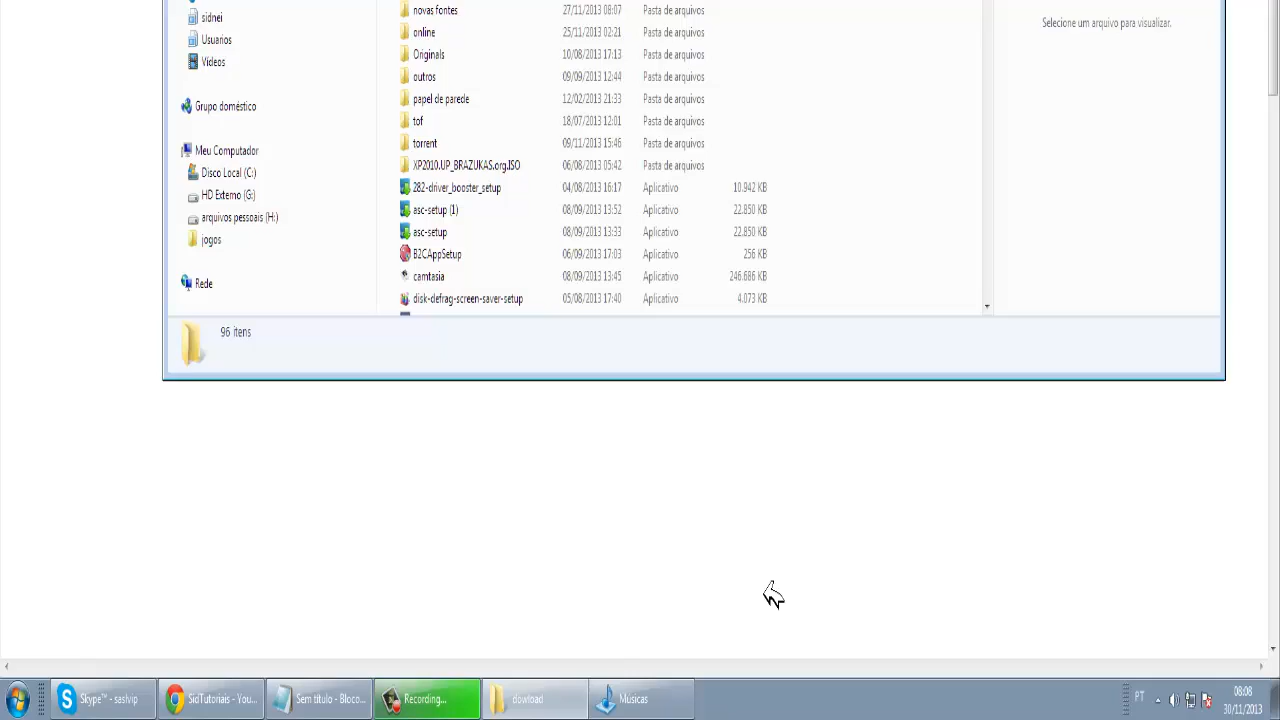 sidnei
Usuarios
Vídeos
Grupo doméstico
Meu Computador
Disco Local (C:)
HD Externo (G:)
arquivos pessoais (H:)
jogos
Rede
novas fontes 27/11/2013 08:07 Pasta de arquivos
online 25/11/2013 02:21 Pasta de arquivos
Originals 10/08/2013 17:13 Pasta de arquivos
outros 09/09/2013 12:44 Pasta de arquivos
papel de parede 12/02/2013 21:33 Pasta de arquivos
tof 18/07/2013 12:01 Pasta de arquivos
torrent 09/11/2013 15:46 Pasta de arquivos
XP2010.UP_BRAZUKAS.org.ISO 06/08/2013 05:42 Pasta de arquivos
282-driver_booster_setup 04/08/2013 16:17 Aplicativo 10.942 KB
asc-setup (1) 08/09/2013 13:52 Aplicativo 22.850 KB
asc-setup 08/09/2013 13:33 Aplicativo 22.850 KB
B2CAppSetup 06/09/2013 17:03 Aplicativo 256 KB
camtasia 08/09/2013 13:45 Aplicativo 246.686 KB
disk-defrag-screen-saver-setup 05/08/2013 17:40 Aplicativo 4.073 KB
Selecione um arquivo para visualizar.
96 itens
Skype™ - saslvip
SidTutoriais - You...
Sem título - Bloco...
Recording...
dowload
Músicas
PT
08:08
30/11/2013